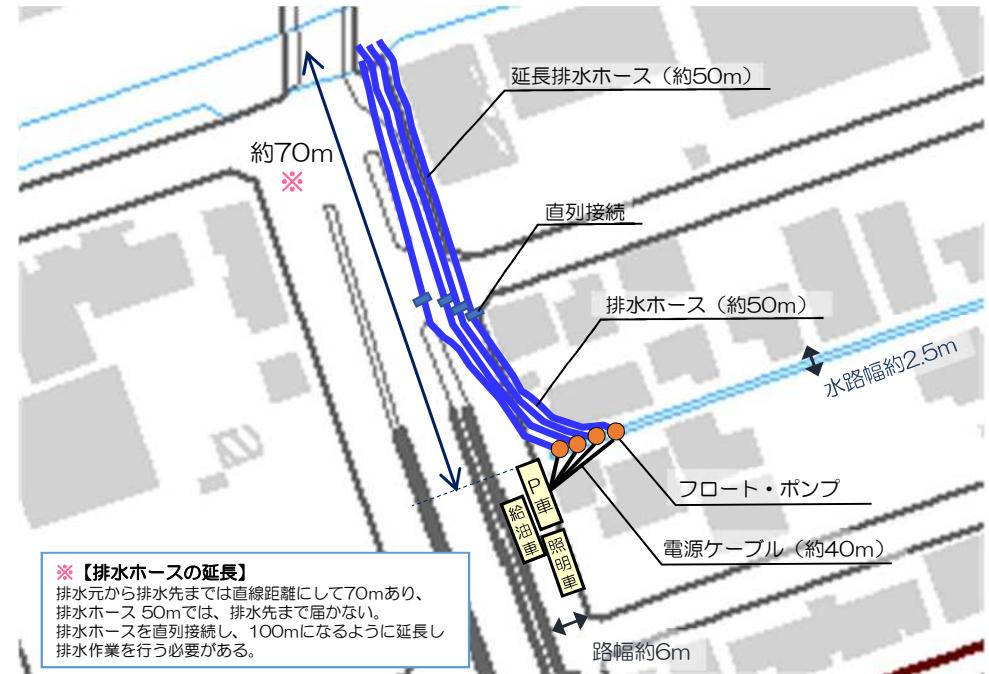 延長排水ホース（約50m）
約70m
※
直列接続
排水ホース（約50m）
水路幅約2.5m
P車
給油車
照明車
フロート・ポンプ
電源ケーブル（約40m）
※【排水ホースの延長】
排水元から排水先までは直線距離にして70mあり、
排水ホース 50mでは、排水先まで届かない。
排水ホースを直列接続し、100mになるように延長し
排水作業を行う必要がある。
路幅約6m